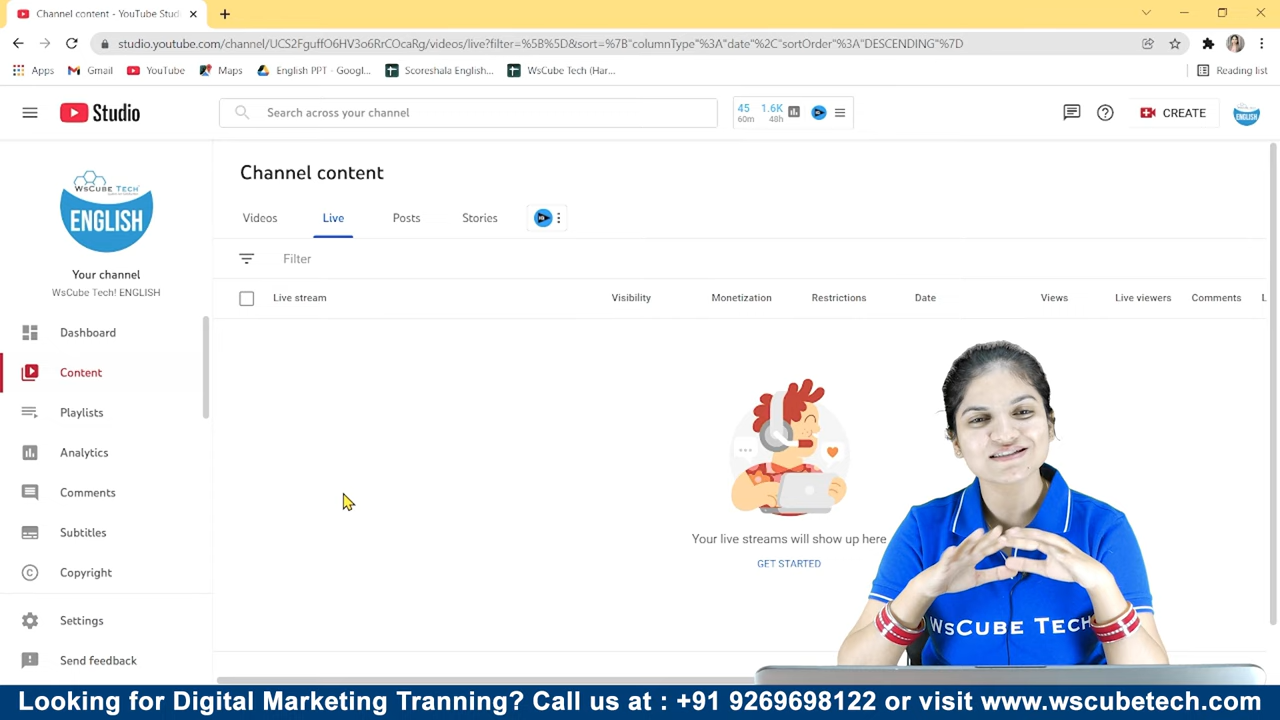 Channel content - YouTube Stud
studio.youtube.com/channel/UCS2FguffO6HV3o6RrCOcaRg/videos/live?filter=%5B%5D&sort=%7B"columnType"%3A"date"%2C"sortOrder"%3A"DESCENDING"%7D
Apps Gmail YouTube Maps English PPT - Googl... Scoreshala English... WsCube Tech (Har... Reading list
Studio
Search across your channel
45 1.6K
60m 48h
CREATE
ENGLISH
Channel content
WsCube Tech
ENGLISH
Videos Live Posts Stories
Filter
Your channel
WsCube Tech! ENGLISH
Live stream Visibility Monetization Restrictions Date Views Live viewers Comments L
Dashboard
Content
Playlists
Analytics
Comments
Subtitles
Copyright
Settings
Send feedback
Your live streams will show up here
GET STARTED
WsCube Tech
Looking for Digital Marketing Tranning? Call us at : +91 9269698122 or visit www.wscubetech.com